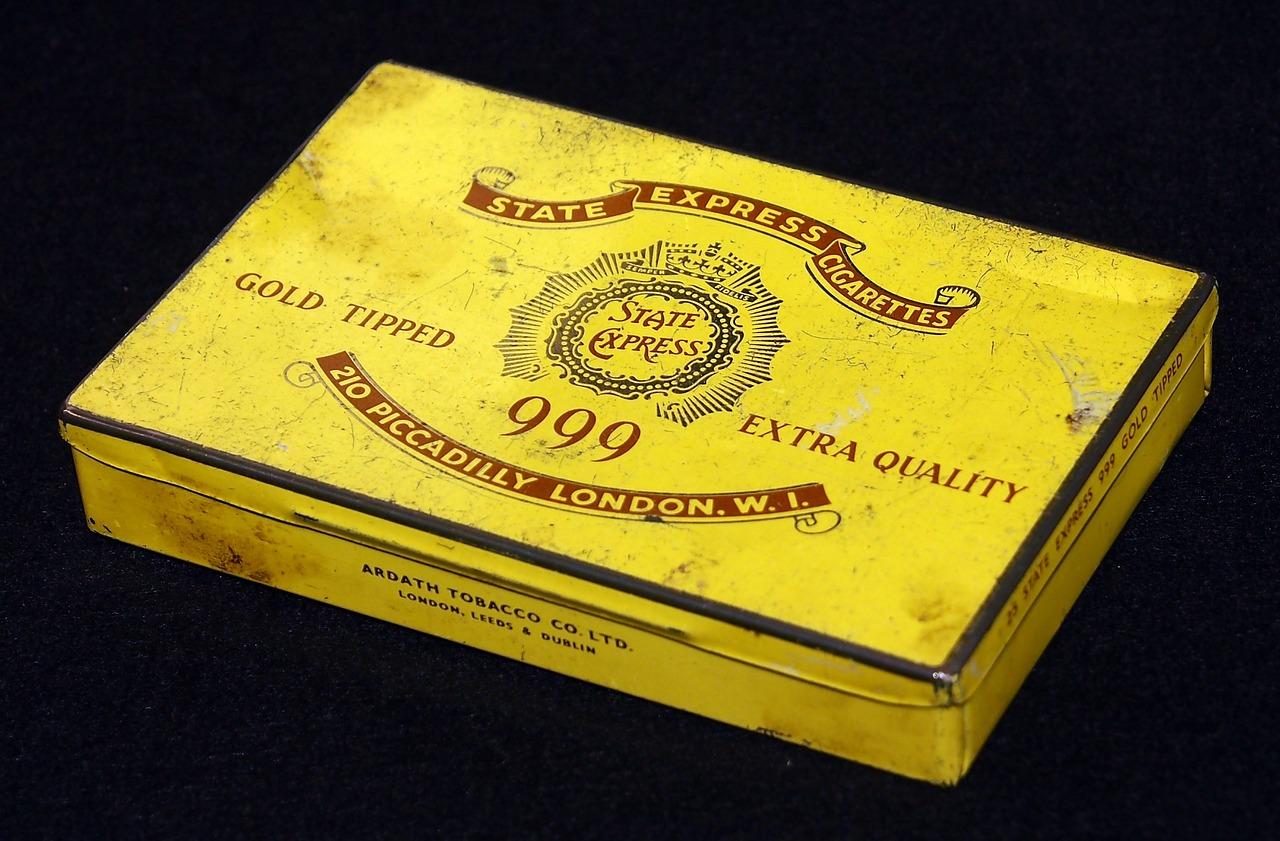 STATE EXPRESS CIGARETTES
SEMPER FIDELIS
STATE
EXPRESS
GOLD TIPPED
999
EXTRA QUALITY
210 PICCADILLY LONDON. W. I.
ARDATH TOBACCO CO. LTD.
LONDON, LEEDS & DUBLIN
25 STATE EXPRESS 999 GOLD TIPPED